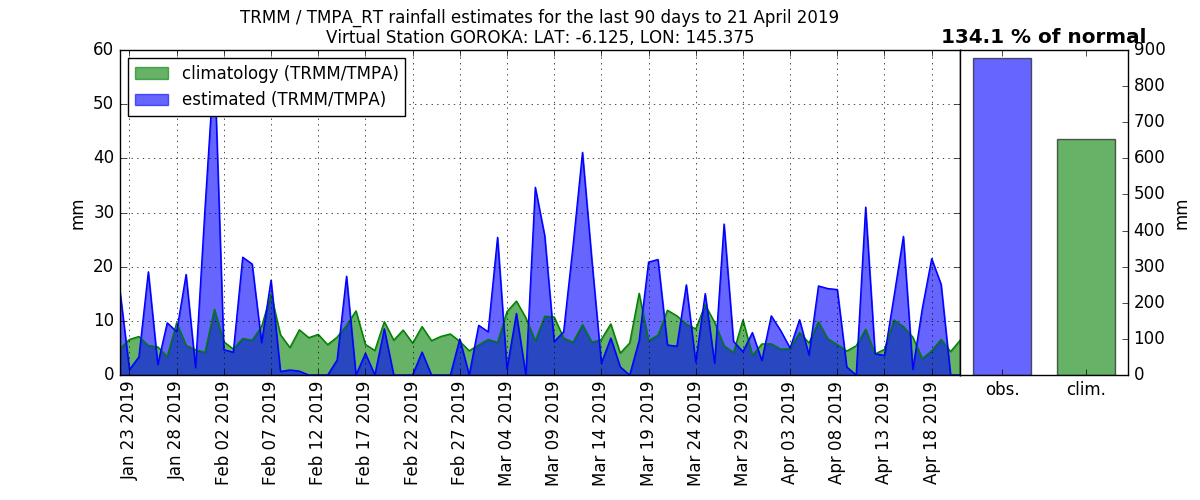 TRMM / TMPA_RT rainfall estimates for the last 90 days to 21 April 2019
Virtual Station GOROKA: LAT: -6.125, LON: 145.375
134.1 % of normal
climatology (TRMM/TMPA)
estimated (TRMM/TMPA)
60
50
40
30
20
10
0
mm
Jan 23 2019
Jan 28 2019
Feb 02 2019
Feb 07 2019
Feb 12 2019
Feb 17 2019
Feb 22 2019
Feb 27 2019
Mar 04 2019
Mar 09 2019
Mar 14 2019
Mar 19 2019
Mar 24 2019
Mar 29 2019
Apr 03 2019
Apr 08 2019
Apr 13 2019
Apr 18 2019
900
800
700
600
500
400
300
200
100
0
mm
obs.
clim.